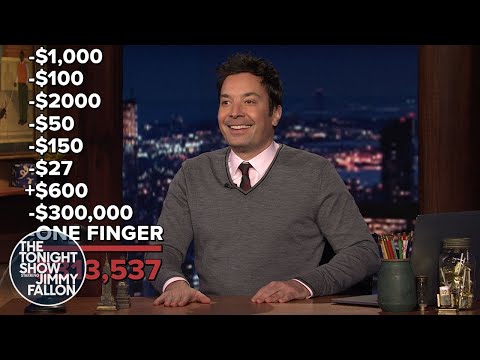 -$1,000
-$100
-$2000
-$50
-$150
-$27
+$600
-$300,000
ONE FINGER
13,537
THE
TONIGHT
SHOW
STARRING
JIMMY
FALLON